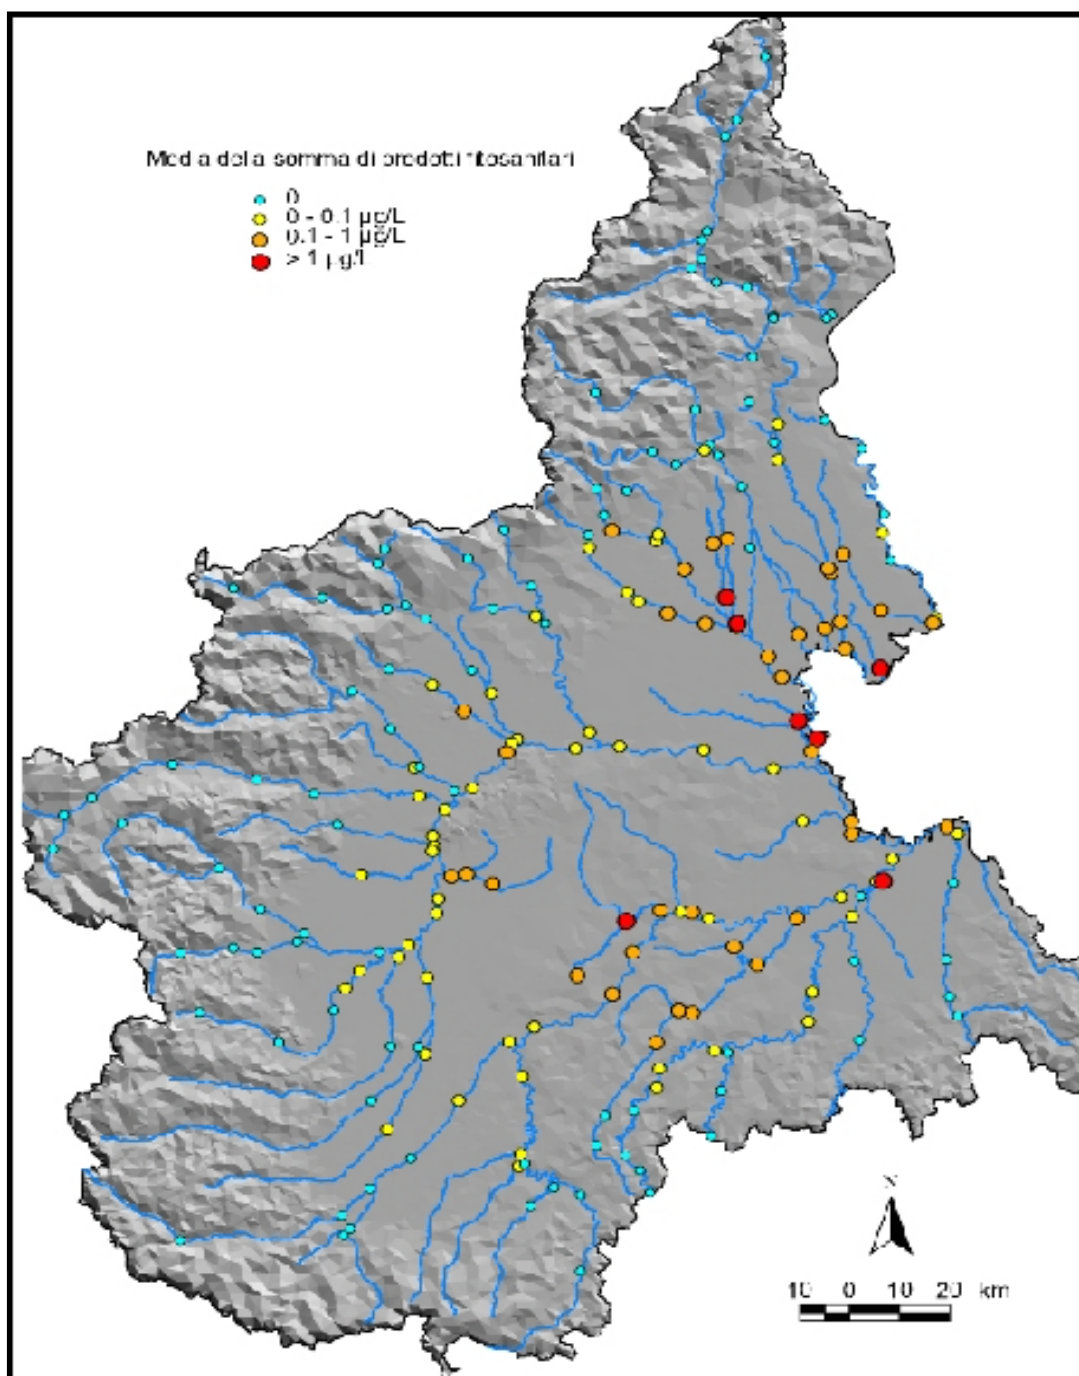 Media della somma di prodotti fitosanitari
0
0 - 0.1 µg/L
0.1 - 1 µg/L
> 1 µg/L
N
10 0 10 20 km